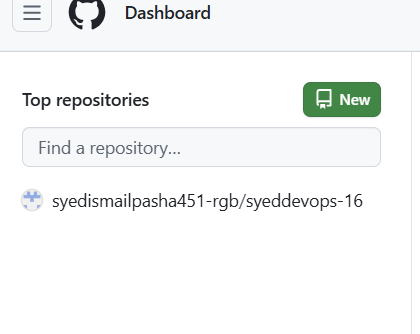 Dashboard
Top repositories
New
Find a repository...
syedismailpasha451-rgb/syeddevops-16